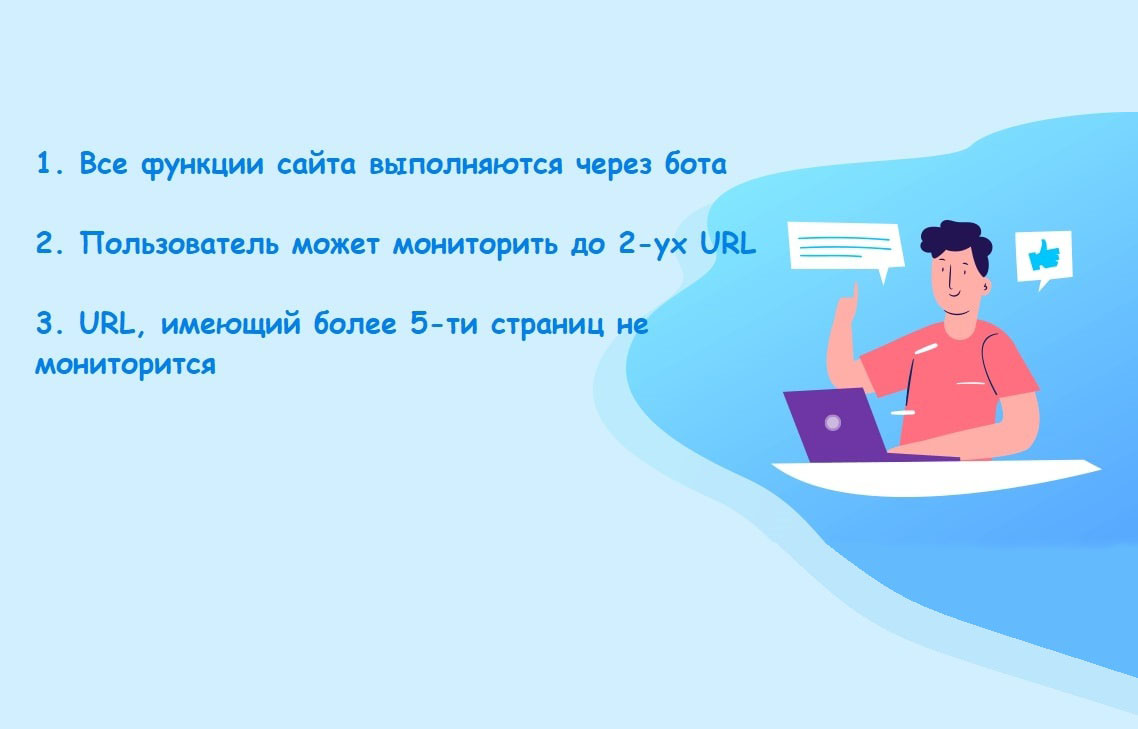 1. Все функции сайта выполняются через бота
2. Пользователь может мониторить до 2-ух URL
3. URL, имеющий более 5-ти страниц не
мониторится